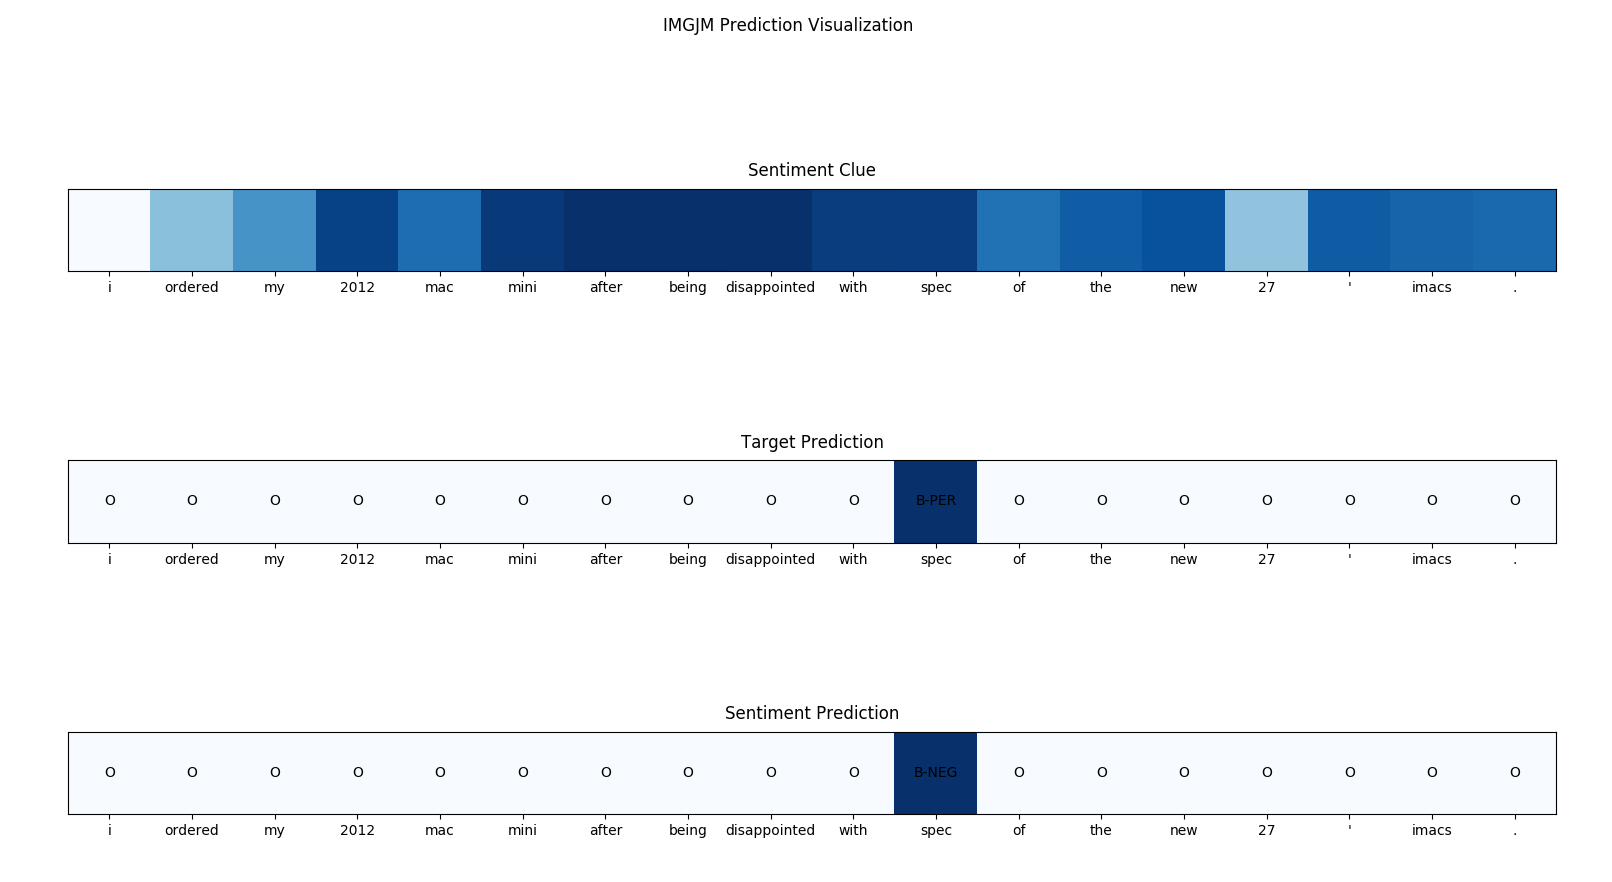 IMGJM Prediction Visualization
Sentiment Clue
i ordered my 2012 mac mini after being disappointed with spec of the new 27 ' imacs .
Target Prediction
O O O O O O O O O O B-PER O O O O O O O
i ordered my 2012 mac mini after being disappointed with spec of the new 27 ' imacs .
Sentiment Prediction
O O O O O O O O O O B-NEG O O O O O O O
i ordered my 2012 mac mini after being disappointed with spec of the new 27 ' imacs .